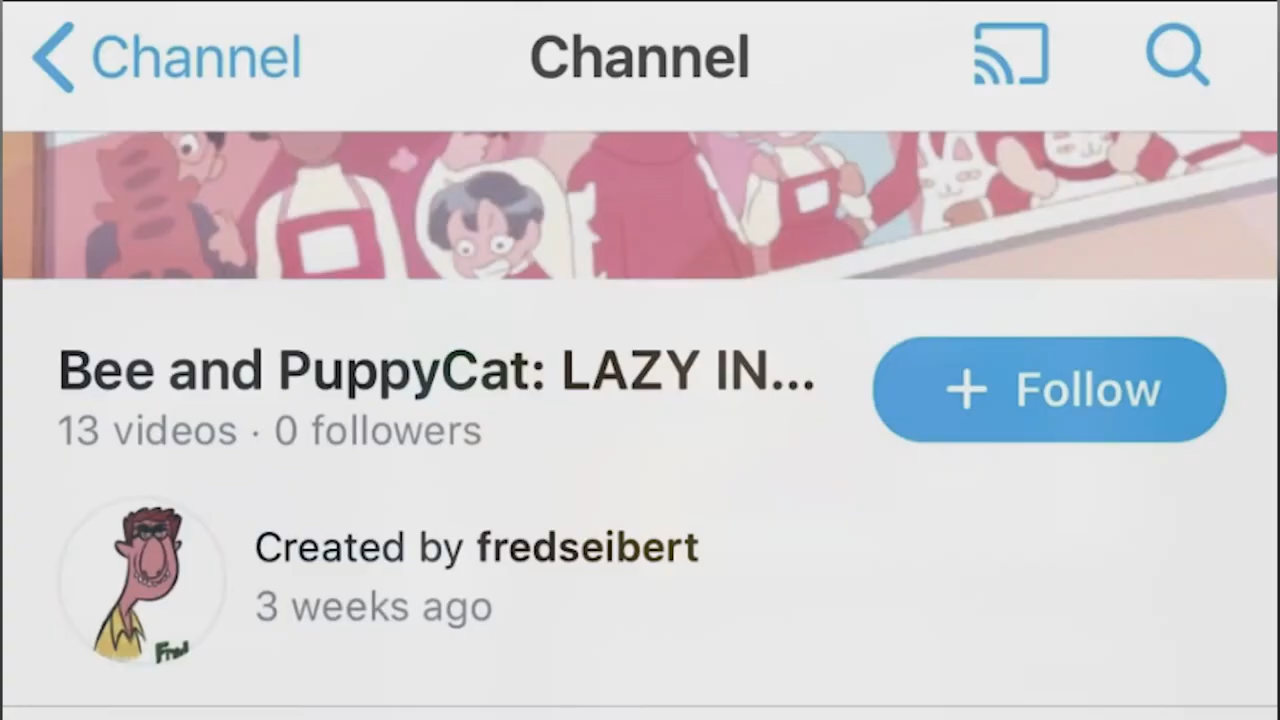 Channel
Channel
Bee and PuppyCat: LAZY IN...
Follow
13 videos · 0 followers
Created by fredseibert
3 weeks ago
Fred